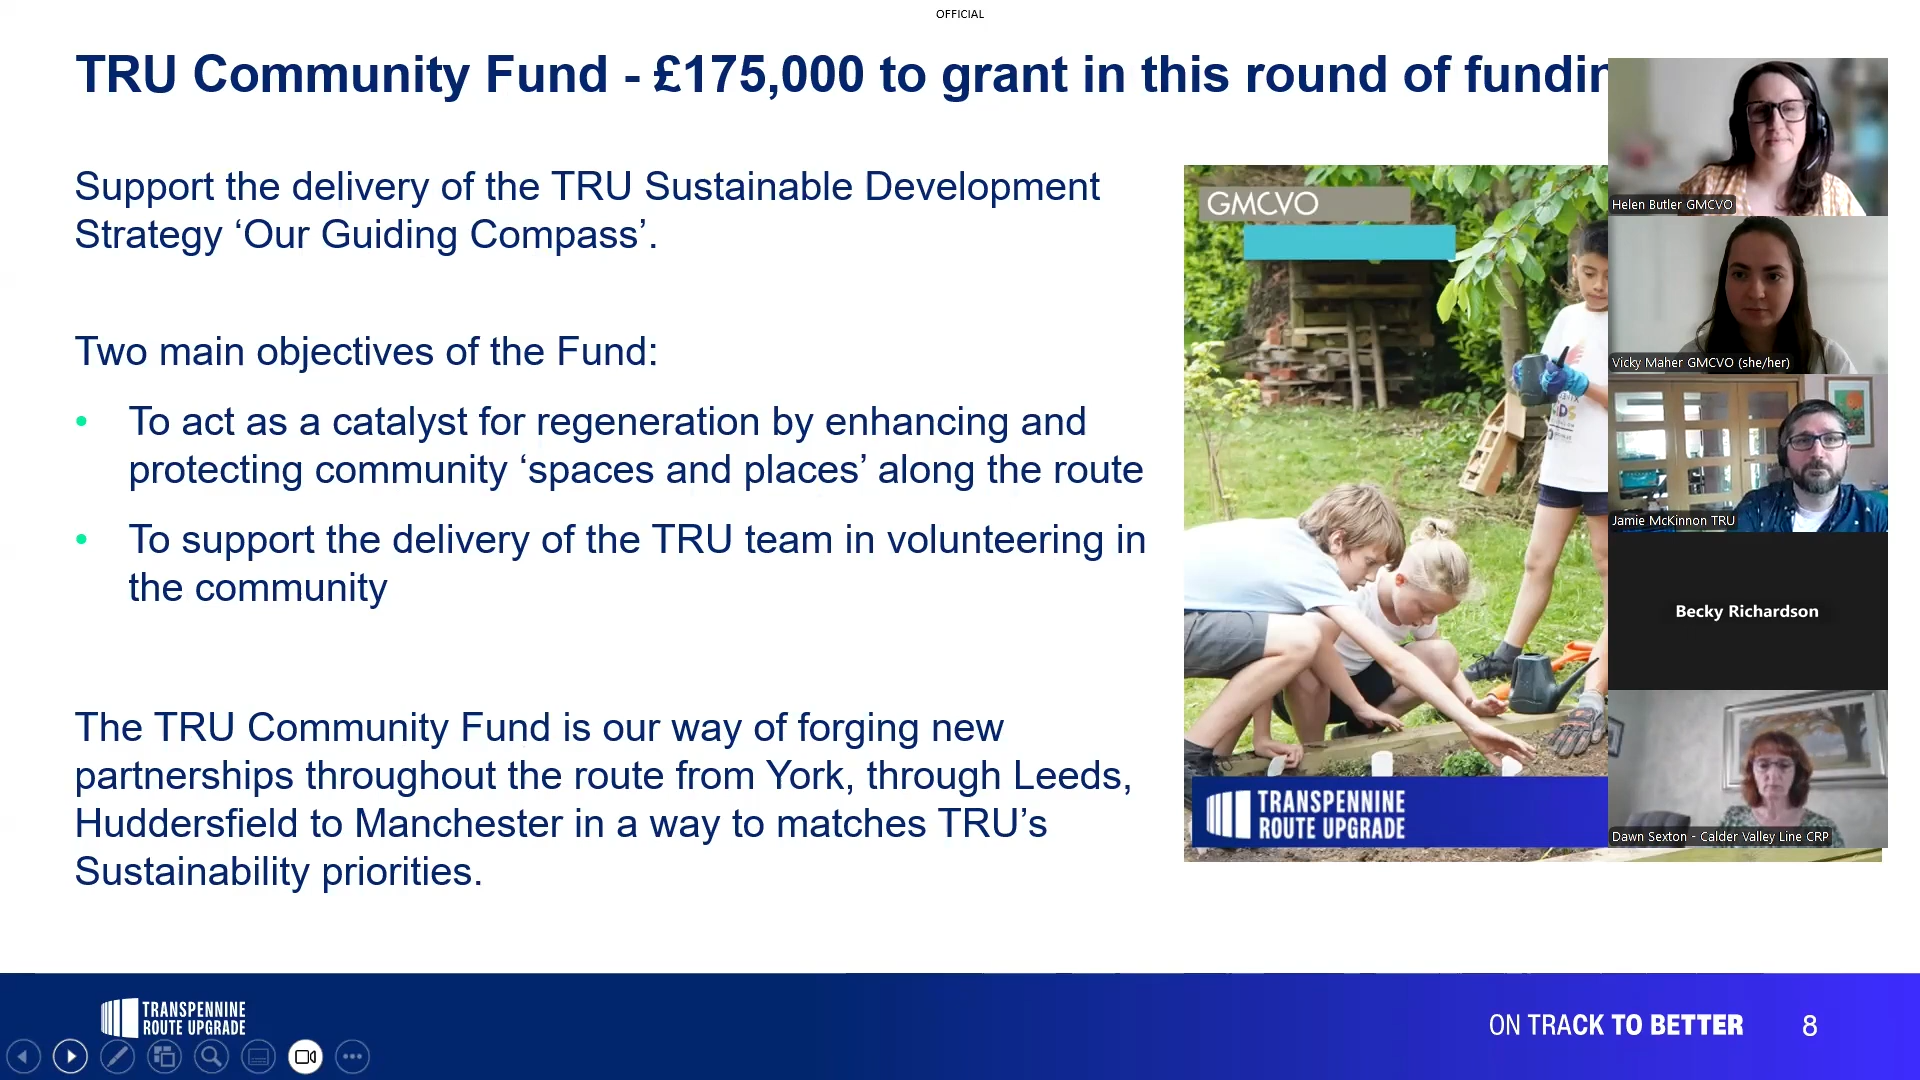 OFFICIAL
TRU Community Fund - £175,000 to grant in this round of fundin
Support the delivery of the TRU Sustainable Development
Strategy ‘Our Guiding Compass’.
Two main objectives of the Fund:
• To act as a catalyst for regeneration by enhancing and
protecting community ‘spaces and places’ along the route
• To support the delivery of the TRU team in volunteering in
the community
The TRU Community Fund is our way of forging new
partnerships throughout the route from York, through Leeds,
Huddersfield to Manchester in a way to matches TRU’s
Sustainability priorities.
GMCVO
TRANSPENNINE
ROUTE UPGRADE
Helen Butler GMCVO
Vicky Maher GMCVO (she/her)
Jamie McKinnon TRU
Becky Richardson
Dawn Sexton - Calder Valley Line CRP
TRANSPENNINE
ROUTE UPGRADE
ON TRACK TO BETTER
8